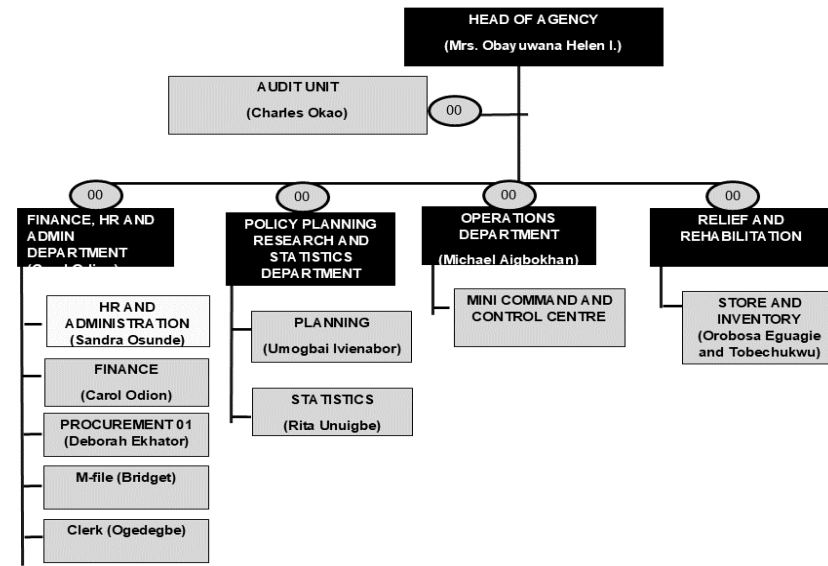 HEAD OF AGENCY
(Mrs. Obayuwana Helen I.)
AUDIT UNIT
(Charles Okao)
00
00
00
00
00
FINANCE, HR AND
ADMIN
DEPARTMENT
POLICY PLANNING
RESEARCH AND
STATISTICS
DEPARTMENT
OPERATIONS
DEPARTMENT
(Michael Aigbokhan)
RELIEF AND
REHABILITATION
HR AND
ADMINISTRATION
(Sandra Osunde)
FINANCE
(Carol Odion)
PROCUREMENT 01
(Deborah Ekhator)
M-file (Bridget)
Clerk (Ogedegbe)
PLANNING
(Umogbai Ivienabor)
STATISTICS
(Rita Unuigbe)
MINI COMMAND AND
CONTROL CENTRE
STORE AND
INVENTORY
(Orobosa Eguagie
and Tobechukwu)